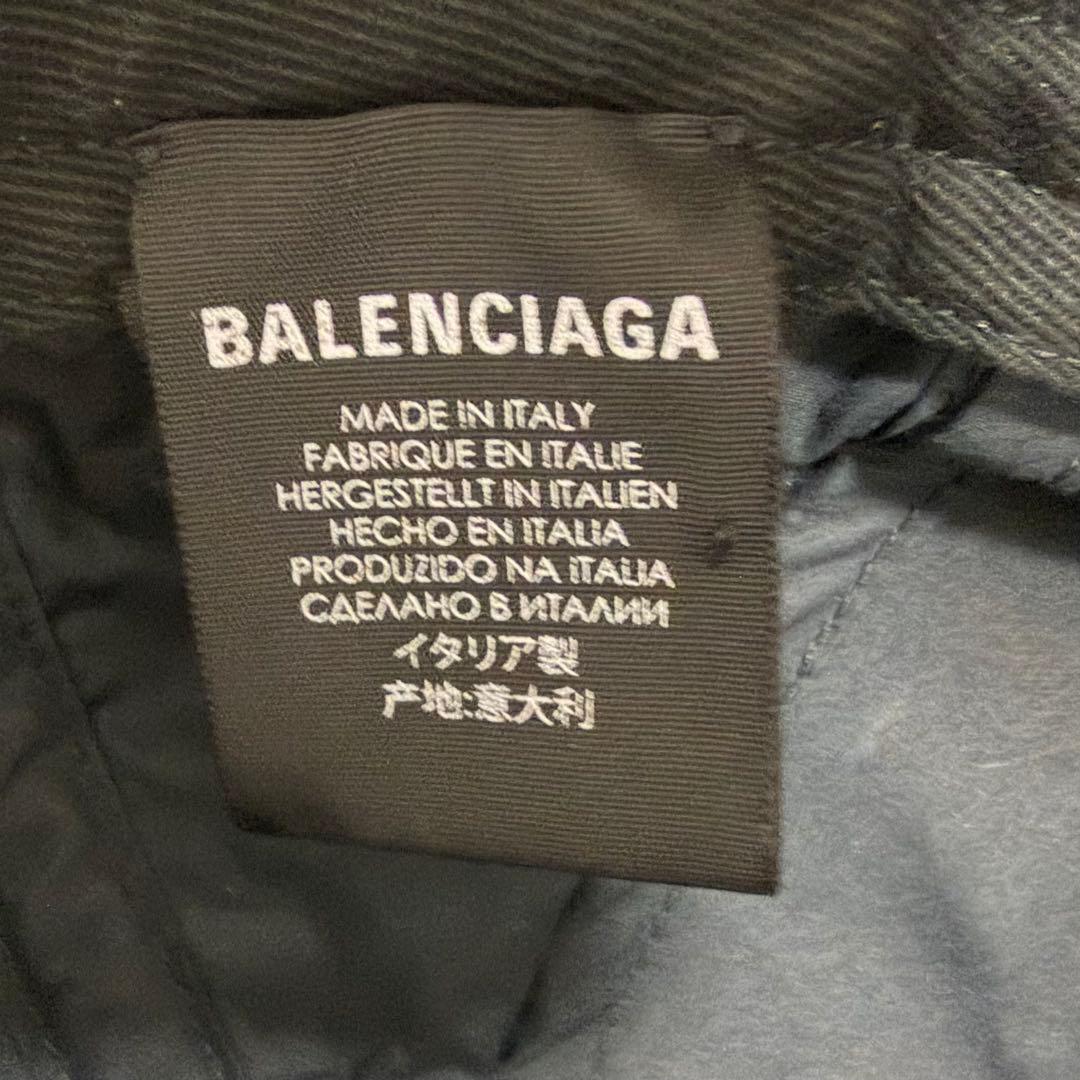 BALENCIAGA
MADE IN ITALY
FABRIQUE EN ITALIE
HERGESTELLT IN ITALIEN
HECHO EN ITALIA
PRODUZIDO NA ITALIA
СДЕЛАНО В ИТАЛИИ
イタリア製
产地:意大利